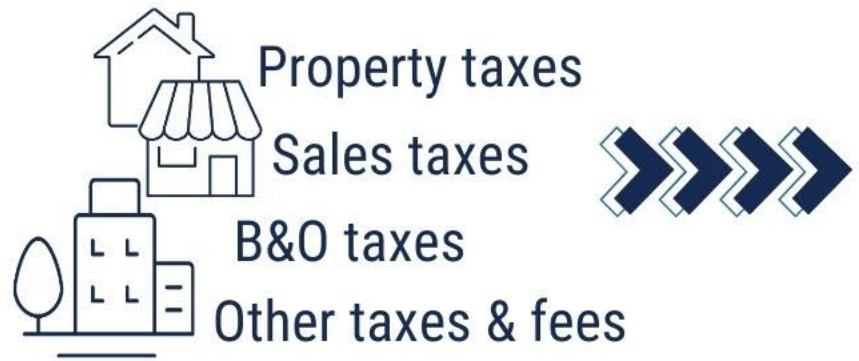 Property taxes
Sales taxes
B&O taxes
Other taxes & fees